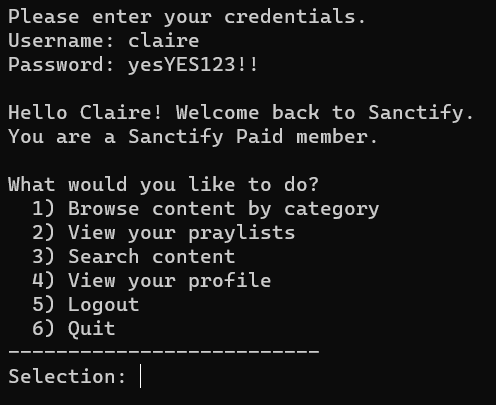 Please enter your credentials.
Username: claire
Password: yesYES123!!
Hello Claire! Welcome back to Sanctify.
You are a Sanctify Paid member.
What would you like to do?
1) Browse content by category
2) View your praylists
3) Search content
4) View your profile
5) Logout
6) Quit
--------------------------
Selection: